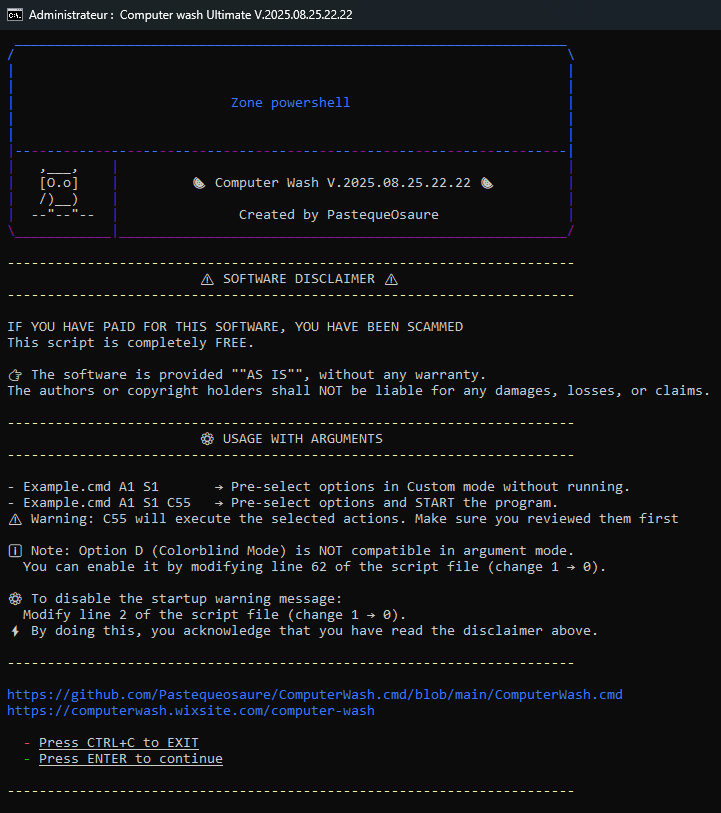 Administrateur : Computer wash Ultimate V.2025.08.25.22.22
Zone powershell
,___,
[O.o]
/)__)
--"--"--
Computer Wash V.2025.08.25.22.22
Created by PastequeOsaure
⚠ SOFTWARE DISCLAIMER ⚠
IF YOU HAVE PAID FOR THIS SOFTWARE, YOU HAVE BEEN SCAMMED
This script is completely FREE.
👉 The software is provided ""AS IS"", without any warranty.
The authors or copyright holders shall NOT be liable for any damages, losses, or claims.
⚙ USAGE WITH ARGUMENTS
- Example.cmd A1 S1 → Pre-select options in Custom mode without running.
- Example.cmd A1 S1 C55 → Pre-select options and START the program.
⚠ Warning: C55 will execute the selected actions. Make sure you reviewed them first
ℹ Note: Option D (Colorblind Mode) is NOT compatible in argument mode.
You can enable it by modifying line 62 of the script file (change 1 → 0).
⚙ To disable the startup warning message:
Modify line 2 of the script file (change 1 → 0).
⚡ By doing this, you acknowledge that you have read the disclaimer above.
https://github.com/Pastequeosaure/ComputerWash.cmd/blob/main/ComputerWash.cmd
https://computerwash.wixsite.com/computer-wash
- Press CTRL+C to EXIT
- Press ENTER to continue